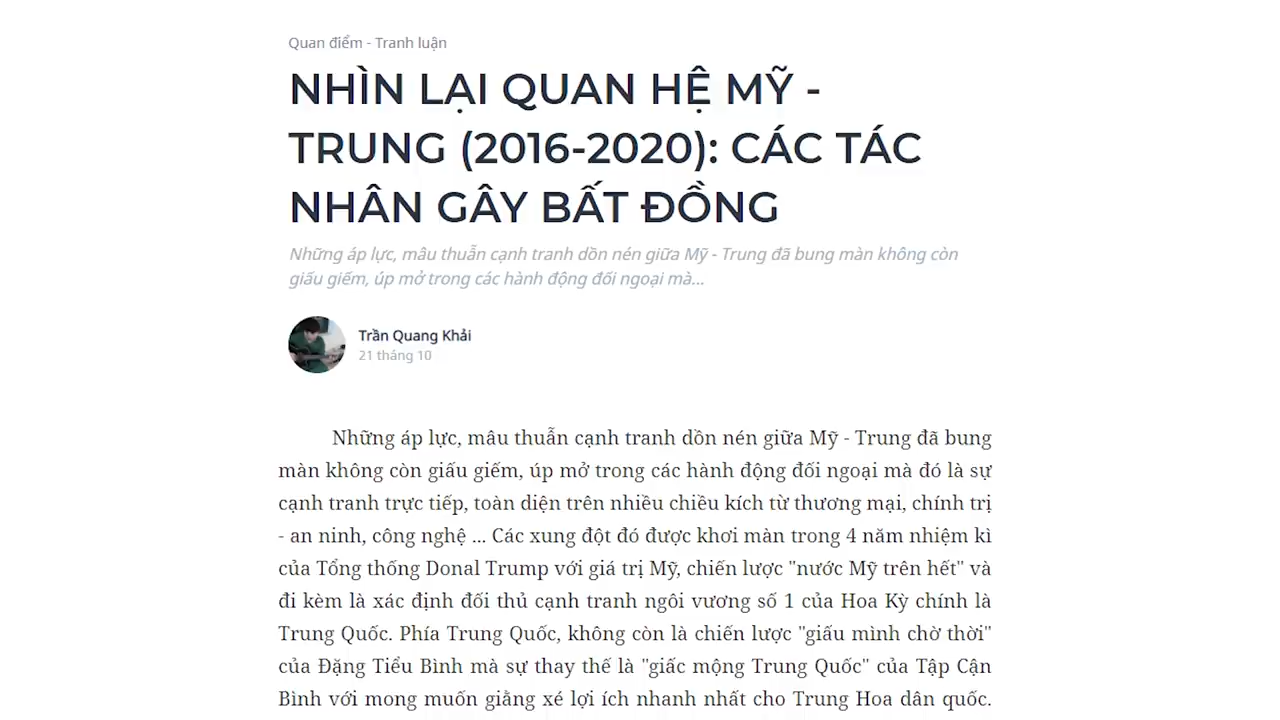 Quan điểm - Tranh luận
NHÌN LẠI QUAN HỆ MỸ -
TRUNG (2016-2020): CÁC TÁC
NHÂN GÂY BẤT ĐỒNG
Những áp lực, mâu thuẫn cạnh tranh dồn nén giữa Mỹ - Trung đã bung màn không còn
giấu giếm, úp mở trong các hành động đối ngoại mà...
Trần Quang Khải
21 tháng 10
Những áp lực, mâu thuẫn cạnh tranh dồn nén giữa Mỹ - Trung đã bung
màn không còn giấu giếm, úp mở trong các hành động đối ngoại mà đó là sự
cạnh tranh trực tiếp, toàn diện trên nhiều chiều kích từ thương mại, chính trị
- an ninh, công nghệ ... Các xung đột đó được khơi màn trong 4 năm nhiệm kì
của Tổng thống Donal Trump với giá trị Mỹ, chiến lược "nước Mỹ trên hết" và
đi kèm là xác định đối thủ cạnh tranh ngôi vương số 1 của Hoa Kỳ chính là
Trung Quốc. Phía Trung Quốc, không còn là chiến lược "giấu mình chờ thời"
của Đặng Tiểu Bình mà sự thay thế là "giấc mộng Trung Quốc" của Tập Cận
Bình với mong muốn giằng xé lợi ích nhanh nhất cho Trung Hoa dân quốc.